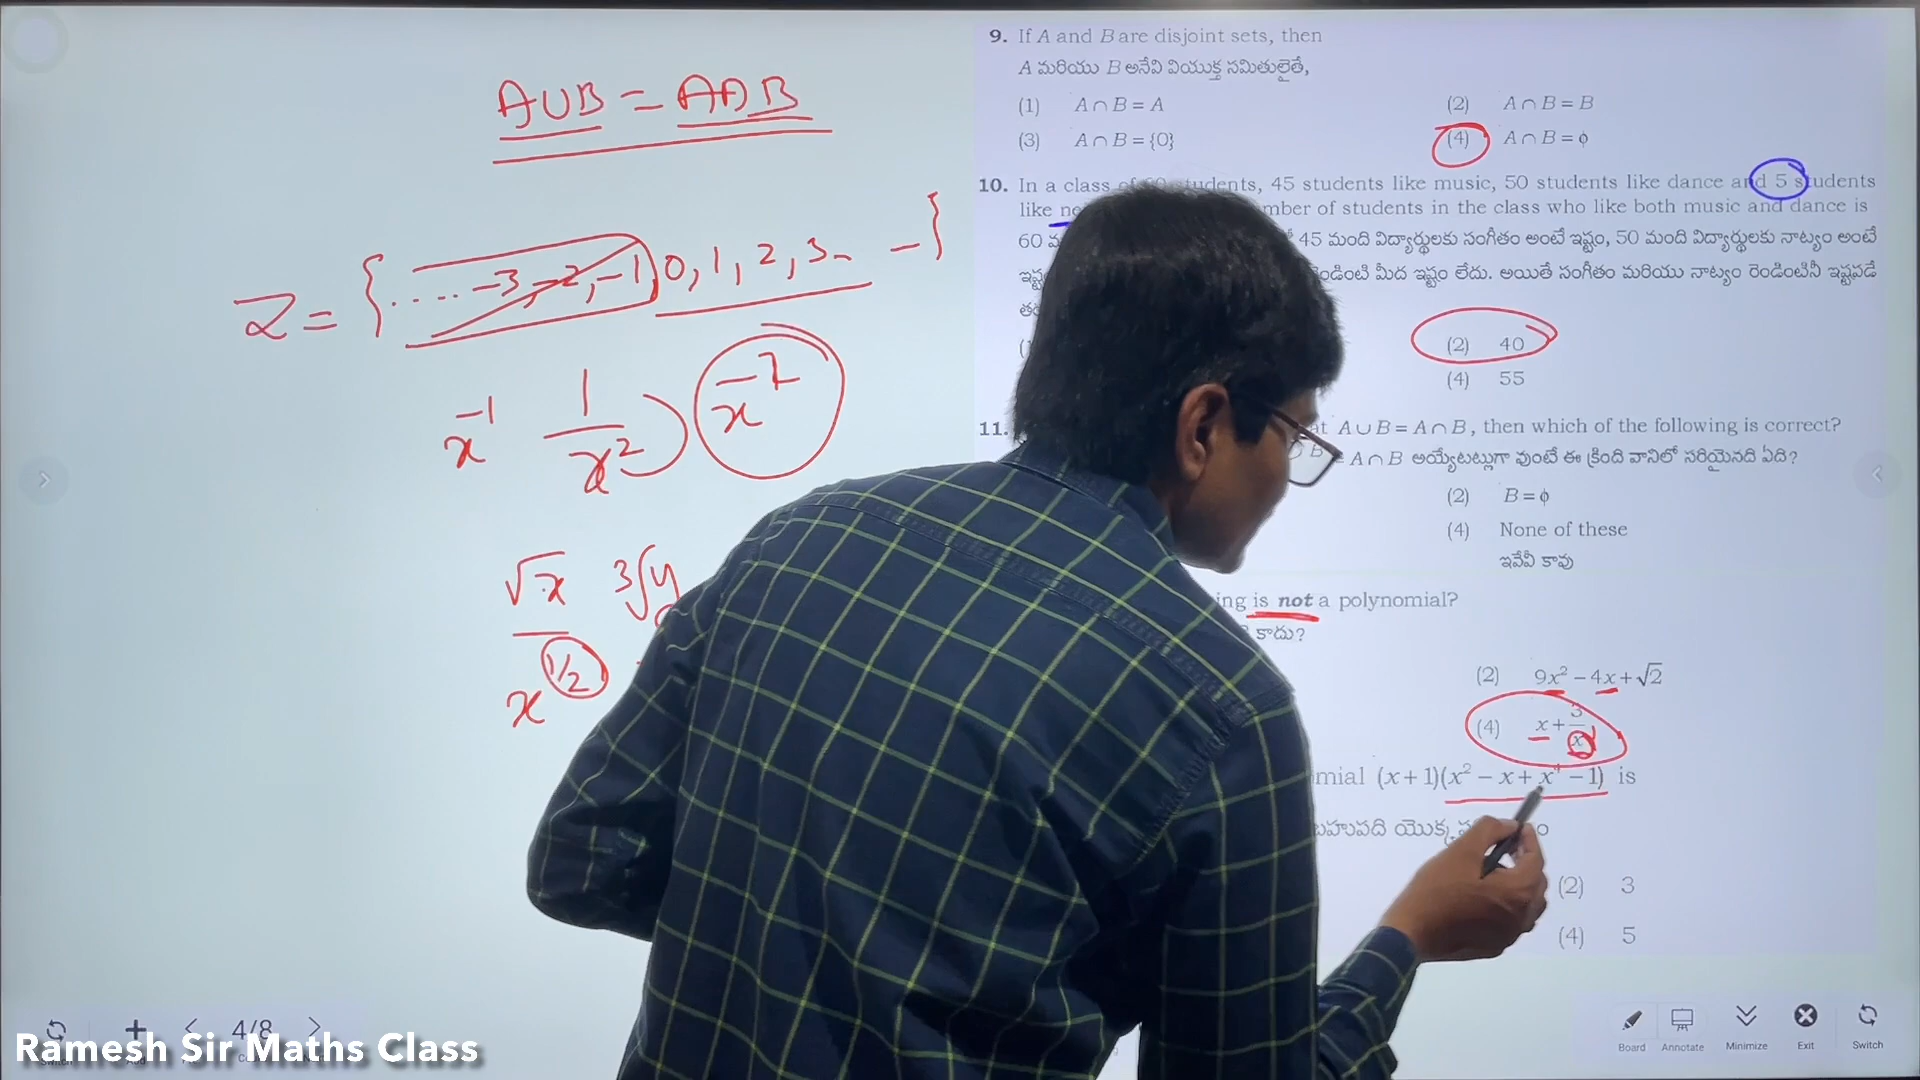 A∪B = A∩B
Z = { ..... -3, -2, -1, 0, 1, 2, 3.. - }
x⁻¹ 1/x² x⁻²
√x ³√y
x^(1/2)
9. If A and B are disjoint sets, then
A మరియు B అనేవి వియుక్త సమితులైతే,
(1) A∩B = A (2) A∩B = B
(3) A∩B = {0} (4) A∩B = ϕ
10. In a class of students, 45 students like music, 50 students like dance and 5 students
like number of students in the class who like both music and dance is
60 45 మంది విద్యార్థులకు సంగీతం అంటే ఇష్టం, 50 మంది విద్యార్థులకు నాట్యం అంటే
రెండింటి మీద ఇష్టం లేదు. అయితే సంగీతం మరియు నాట్యం రెండింటినీ ఇష్టపడే
(2) 40
(4) 55
11. A∪B = A∩B, then which of the following is correct?
= A∩B అయ్యేటట్లుగా వుంటే ఈ క్రింది వానిలో సరియైనది ఏది?
(2) B = ϕ
(4) None of these
ఇవేవీ కావు
is not a polynomial?
కాదు?
(2) 9x² – 4x + √2
(4) x + 3/x
(x + 1)(x² – x + x⁴ – 1) is
బహుపది యొక్క
(2) 3
(4) 5
4/8
Board Annotate Minimize Exit Switch
Ramesh Sir Maths Class